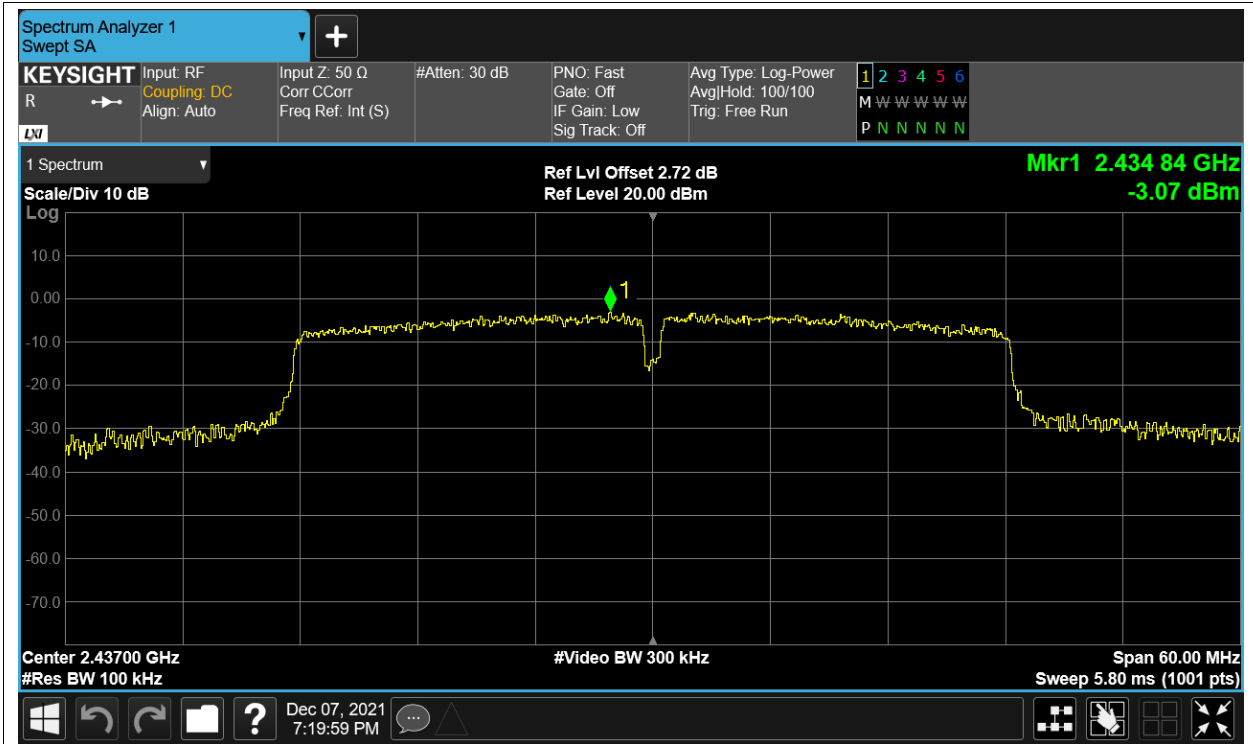 Spectrum Analyzer 1
Swept SA
KEYSIGHT
R
LXI
Input: RF
Coupling: DC
Align: Auto
Input Z: 50 Ω
Corr CCorr
Freq Ref: Int (S)
#Atten: 30 dB
PNO: Fast
Gate: Off
IF Gain: Low
Sig Track: Off
Avg Type: Log-Power
Avg|Hold: 100/100
Trig: Free Run
1 2 3 4 5 6
M W W W W W
P N N N N N
1 Spectrum
Scale/Div 10 dB
Log
Ref Lvl Offset 2.72 dB
Ref Level 20.00 dBm
Mkr1 2.434 84 GHz
-3.07 dBm
10.0
0.00
-10.0
-20.0
-30.0
-40.0
-50.0
-60.0
-70.0
1
Center 2.43700 GHz
#Res BW 100 kHz
#Video BW 300 kHz
Span 60.00 MHz
Sweep 5.80 ms (1001 pts)
?
Dec 07, 2021
7:19:59 PM